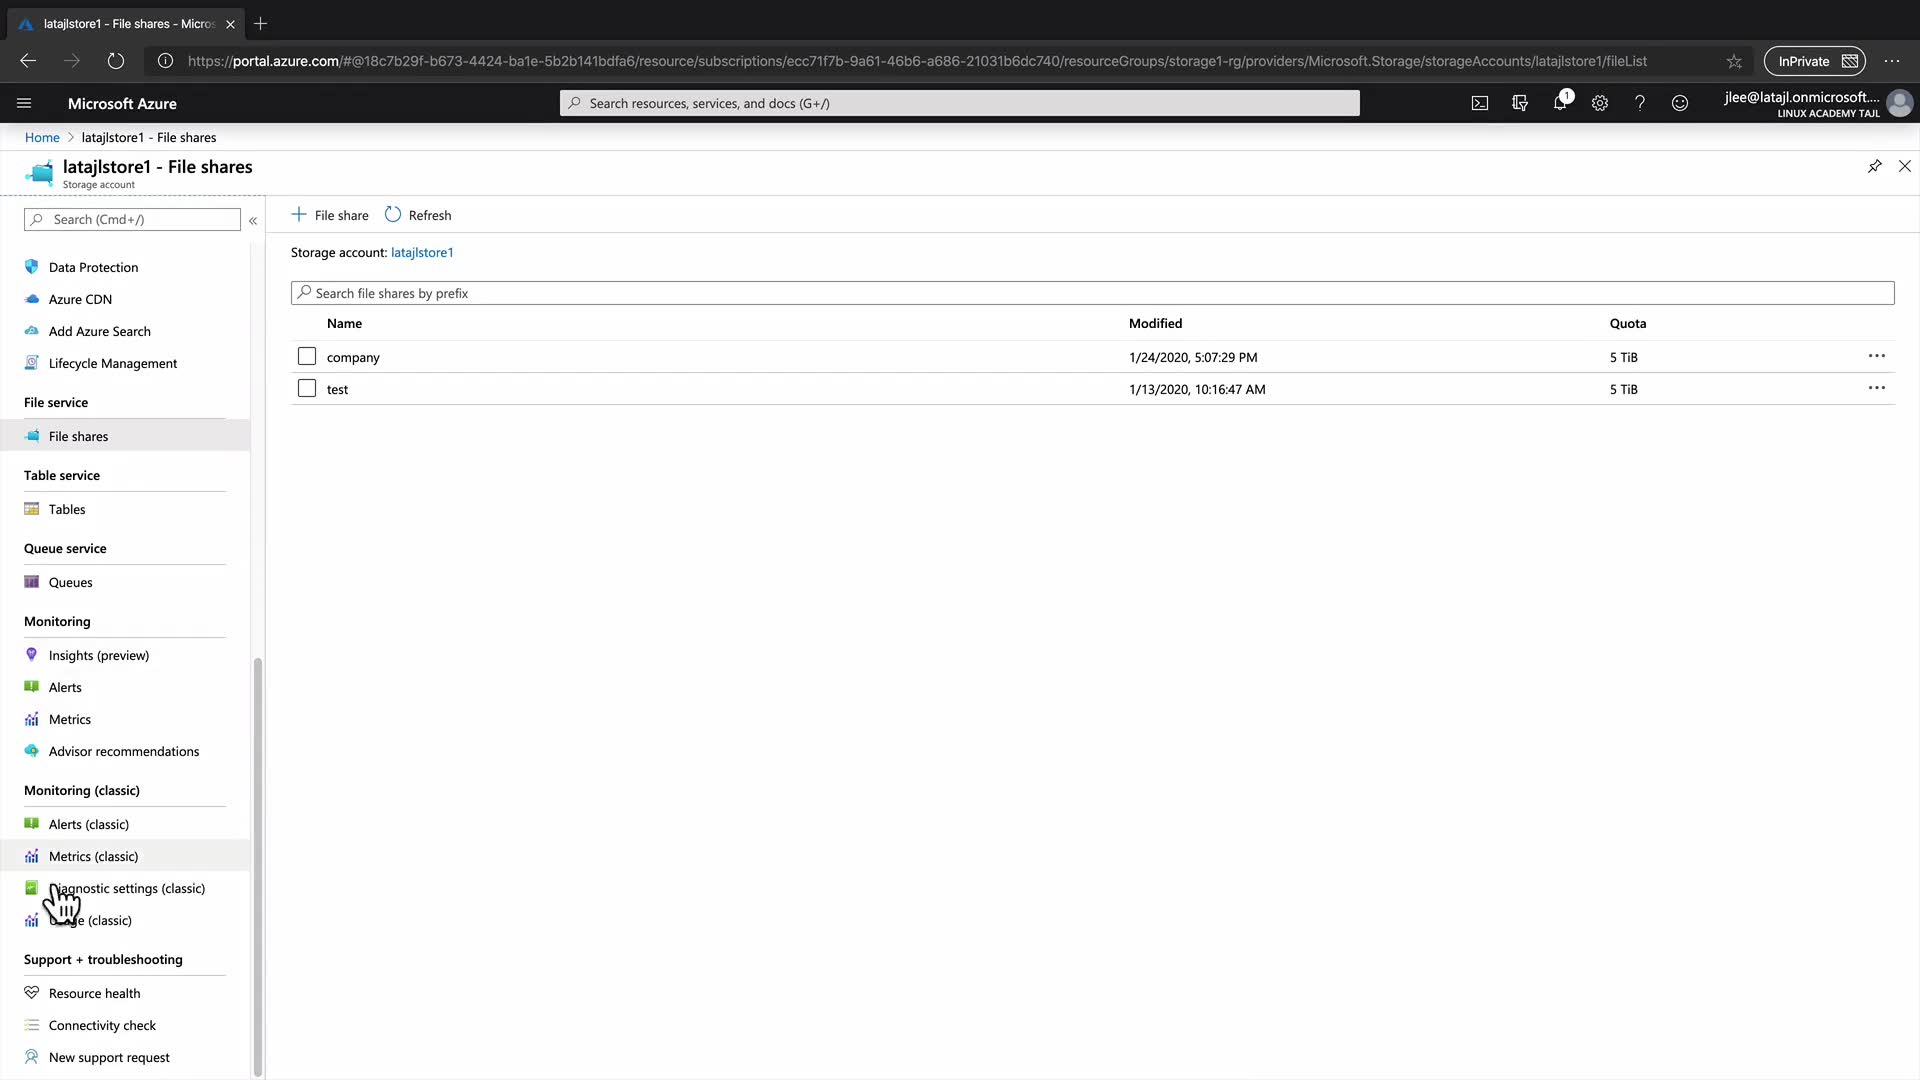 latajlstore1 - File shares - Micros
https://portal.azure.com/#@18c7b29f-b673-4424-ba1e-5b2b141bdfa6/resource/subscriptions/ecc71f7b-9a61-46b6-a686-21031b6dc740/resourceGroups/storage1-rg/providers/Microsoft.Storage/storageAccounts/latajlstore1/fileList
InPrivate
Microsoft Azure
Search resources, services, and docs (G+/)
1
jlee@latajl.onmicrosoft....
LINUX ACADEMY TAJL
Home > latajlstore1 - File shares
latajlstore1 - File shares
Storage account
Search (Cmd+/)
Data Protection
Azure CDN
Add Azure Search
Lifecycle Management
File service
File shares
Table service
Tables
Queue service
Queues
Monitoring
Insights (preview)
Alerts
Metrics
Advisor recommendations
Monitoring (classic)
Alerts (classic)
Metrics (classic)
Diagnostic settings (classic)
(classic)
Support + troubleshooting
Resource health
Connectivity check
New support request
File share Refresh
Storage account: latajlstore1
Search file shares by prefix
Name Modified Quota
company 1/24/2020, 5:07:29 PM 5 TiB
test 1/13/2020, 10:16:47 AM 5 TiB